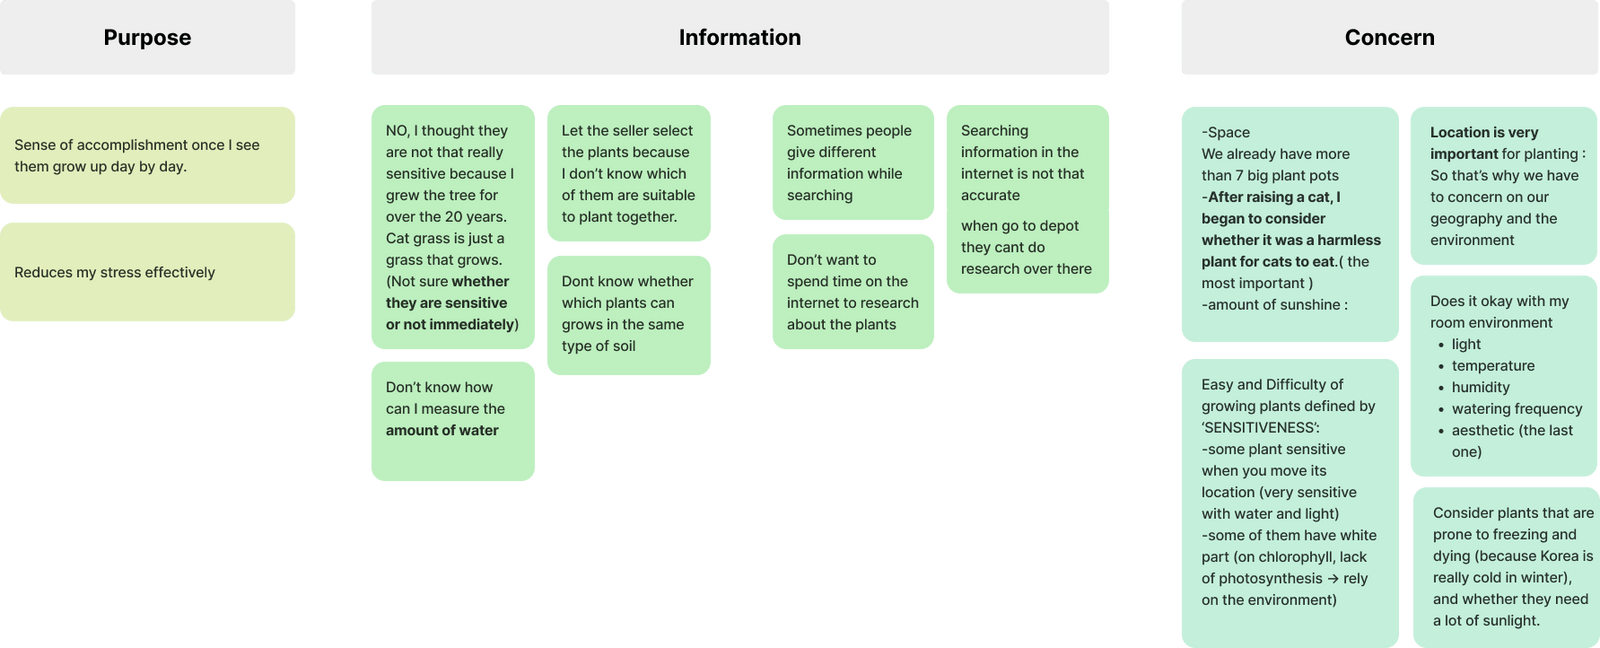 Purpose
Sense of accomplishment once I see
them grow up day by day.
Reduces my stress effectively
Information
NO, I thought they
are not that really
sensitive because I
grew the tree for
over the 20 years.
Cat grass is just a
grass that grows.
(Not sure whether
they are sensitive
or not immediately)
Don’t know how
can I measure the
amount of water
Let the seller select
the plants because
I don’t know which
of them are suitable
to plant together.
Dont know whether
which plants can
grows in the same
type of soil
Sometimes people
give different
information while
searching
Don’t want to
spend time on the
internet to research
about the plants
Searching
information in the
internet is not that
accurate
when go to depot
they cant do
research over there
Concern
-Space
We already have more
than 7 big plant pots
-After raising a cat, I
began to consider
whether it was a harmless
plant for cats to eat.( the
most important )
-amount of sunshine :
Easy and Difficulty of
growing plants defined by
‘SENSITIVENESS’:
-some plant sensitive
when you move its
location (very sensitive
with water and light)
-some of them have white
part (on chlorophyll, lack
of photosynthesis → rely
on the environment)
Location is very
important for planting :
So that’s why we have
to concern on our
geography and the
environment
Does it okay with my
room environment
• light
• temperature
• humidity
• watering frequency
• aesthetic (the last
one)
Consider plants that are
prone to freezing and
dying (because Korea is
really cold in winter),
and whether they need
a lot of sunlight.